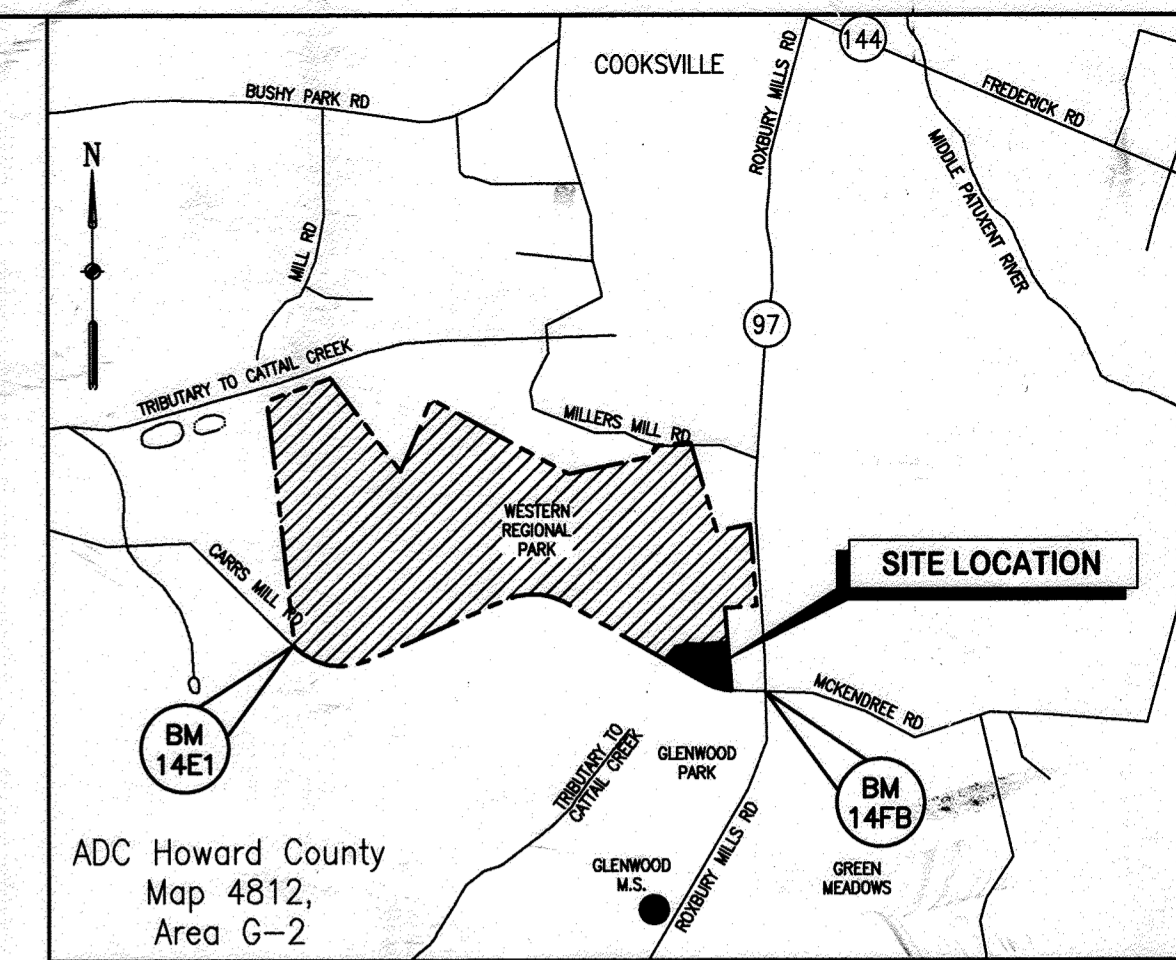 COOKSVILLE
144
BUSHY PARK RD
ROXBURY MILLS RD
FREDERICK RD
N
MIDDLE PATUXENT RIVER
MILL RD
97
TRIBUTARY TO CATTAIL CREEK
MILLERS MILL RD
WESTERN
REGIONAL
PARK
CARRS MILL RD
SITE LOCATION
MCKENDREE RD
BM
14E1
TRIBUTARY TO
CATTAIL CREEK
GLENWOOD
PARK
BM
14FB
ADC Howard County
Map 4812,
Area G-2
GLENWOOD
M.S.
ROXBURY MILLS RD
GREEN
MEADOWS